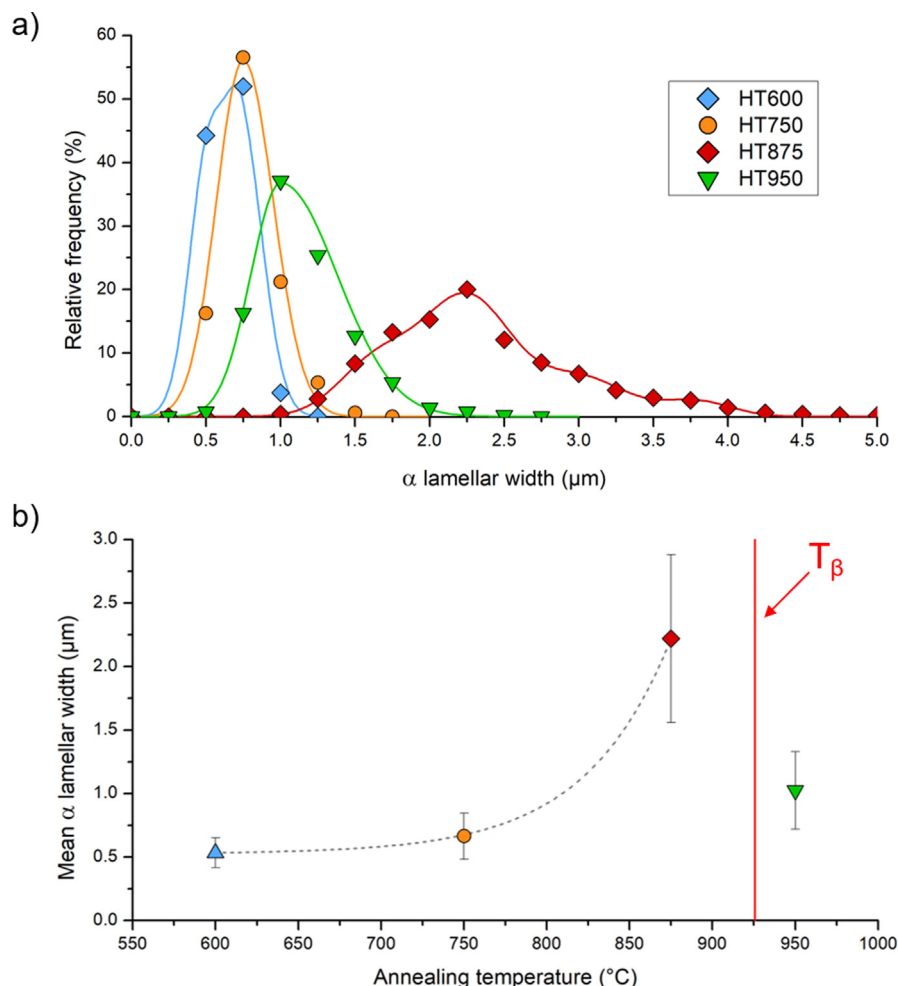 a)
60
50
40
30
20
10
0
Relative frequency (%)
HT600
HT750
HT875
HT950
0.0 0.5 1.0 1.5 2.0 2.5 3.0 3.5 4.0 4.5 5.0
α lamellar width (µm)
b)
3.0
2.5
2.0
1.5
1.0
0.5
0.0
Mean α lamellar width (µm)
Tβ
550 600 650 700 750 800 850 900 950 1000
Annealing temperature (°C)